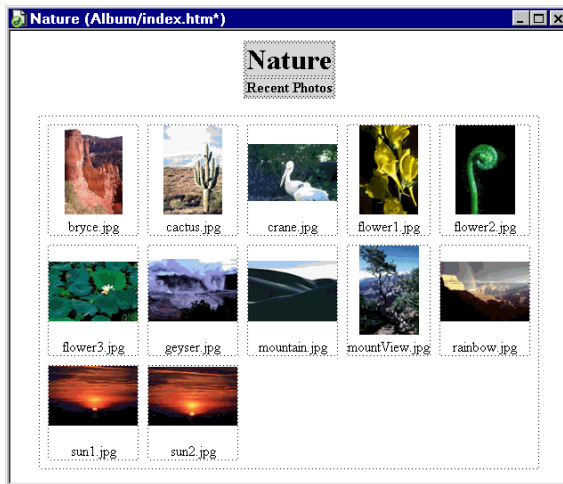 Nature (Album/index.htm*)
Nature
Recent Photos
bryce.jpg
cactus.jpg
crane.jpg
flower1.jpg
flower2.jpg
flower3.jpg
geyser.jpg
mountain.jpg
mountView.jpg
rainbow.jpg
sun1.jpg
sun2.jpg